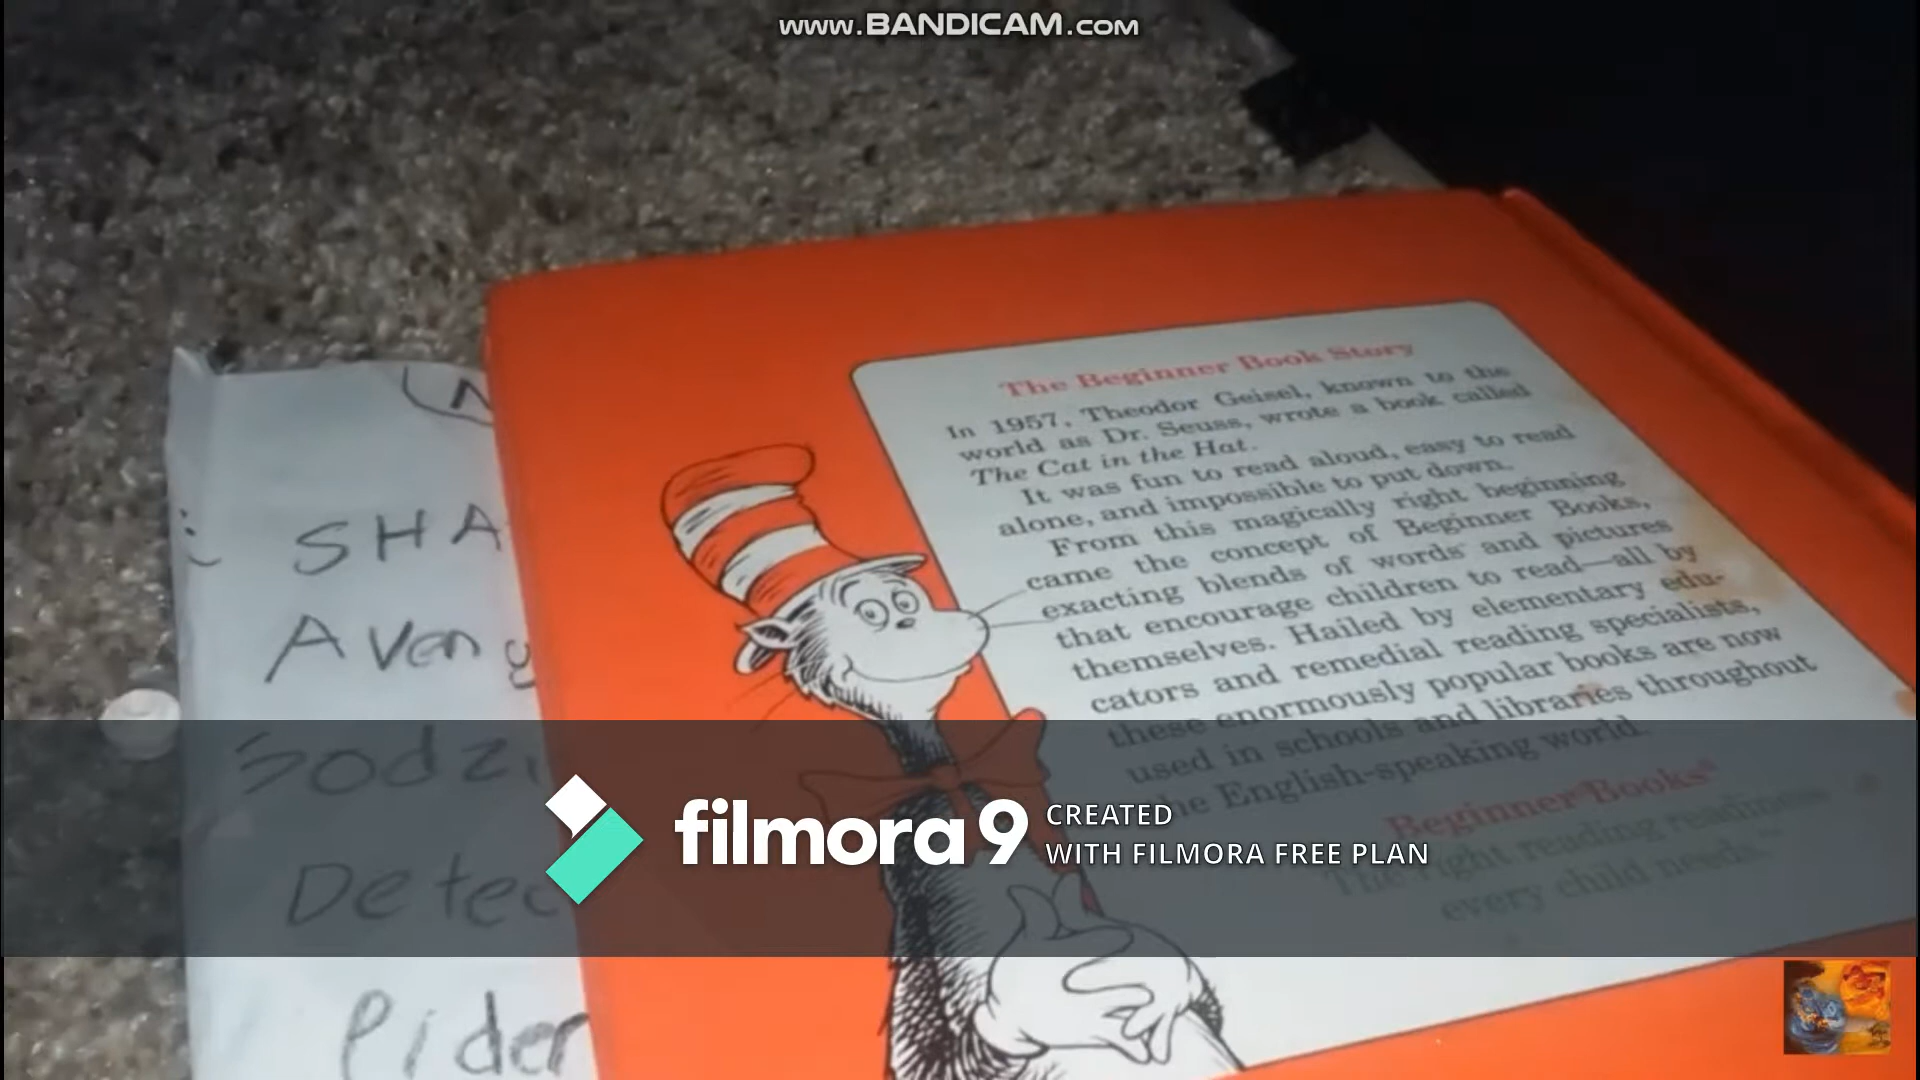 www.BANDICAM.com
The Beginner Book Story
In 1957, Theodor Geisel, known to the
world as Dr. Seuss, wrote a book called
The Cat in the Hat.
It was fun to read aloud, easy to read
alone, and impossible to put down.
From this magically right beginning
came the concept of Beginner Books,
exacting blends of words and pictures
that encourage children to read—all by
themselves. Hailed by elementary edu-
cators and remedial reading specialists,
these enormously popular books are now
used in schools and libraries throughout
the English-speaking world.
Beginner Books®
"The right reading readiness
every child needs."
SHA
Aveng
Godzi
Detec
pider
filmora9 CREATED
WITH FILMORA FREE PLAN